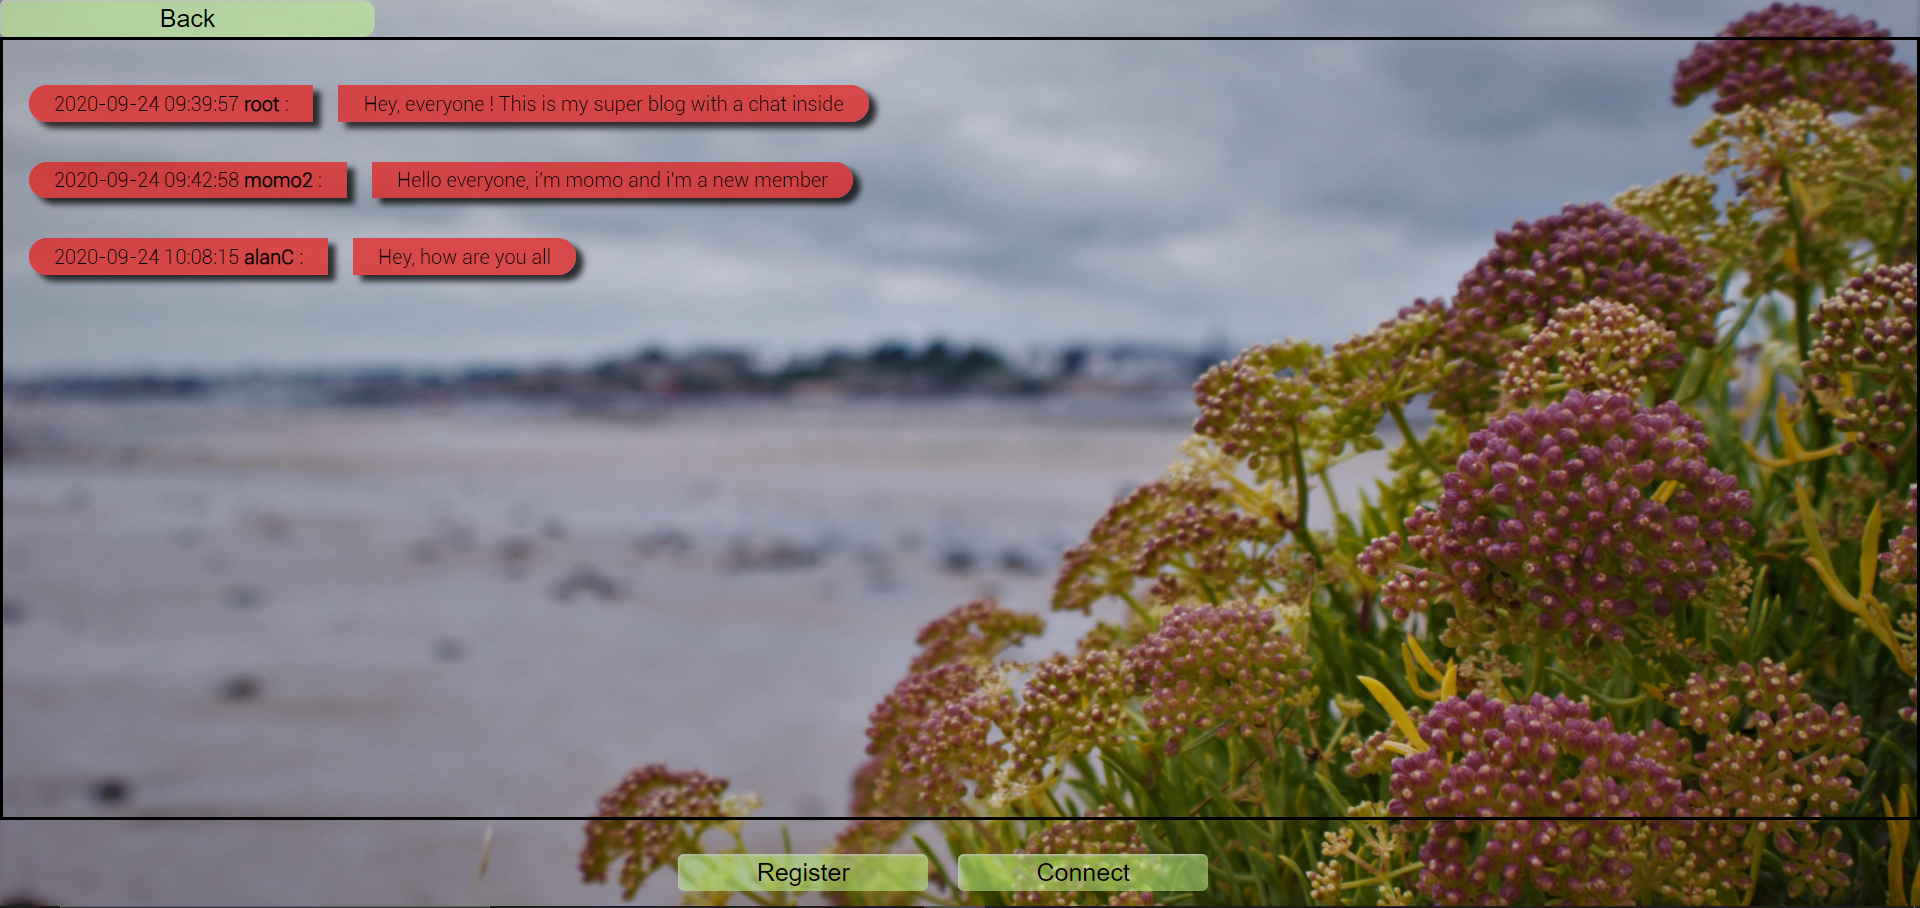 Back
2020-09-24 09:39:57 root : Hey, everyone ! This is my super blog with a chat inside
2020-09-24 09:42:58 momo2 : Hello everyone, i'm momo and i'm a new member
2020-09-24 10:08:15 alanC : Hey, how are you all
Register Connect